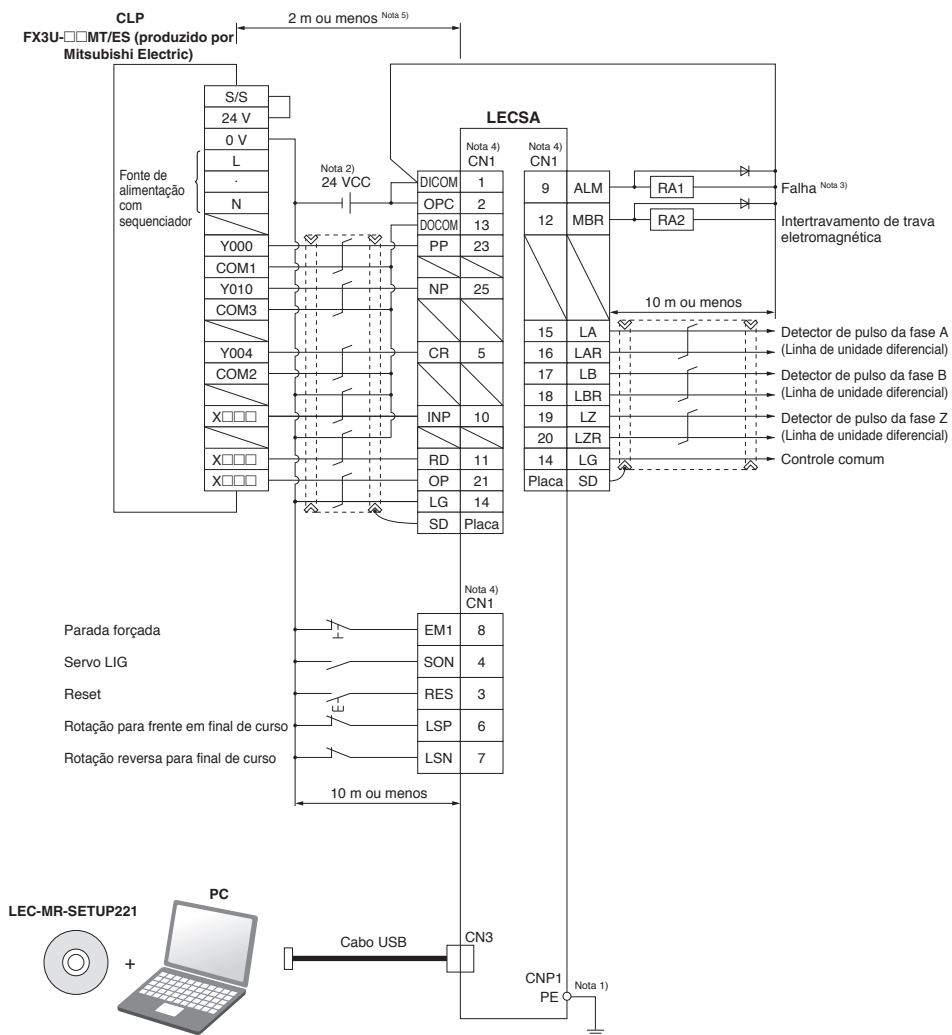 CLP
FX3U-□□MT/ES (produzido por
Mitsubishi Electric)
2 m ou menos Nota 5)
S/S
24 V
0 V
L
·
N
Fonte de
alimentação
com
sequenciador
Y000
COM1
Y010
COM3
Y004
COM2
X□□□
X□□□
X□□□
Nota 2)
24 VCC
LECSA
Nota 4)
CN1
DICOM 1
OPC 2
DOCOM 13
PP 23
NP 25
CR 5
INP 10
RD 11
OP 21
LG 14
SD Placa
Nota 4)
CN1
9 ALM
12 MBR
15 LA
16 LAR
17 LB
18 LBR
19 LZ
20 LZR
14 LG
Placa SD
RA1
Falha Nota 3)
RA2
Intertravamento de trava
eletromagnética
10 m ou menos
Detector de pulso da fase A
(Linha de unidade diferencial)
Detector de pulso da fase B
(Linha de unidade diferencial)
Detector de pulso da fase Z
(Linha de unidade diferencial)
Controle comum
Nota 4)
CN1
Parada forçada
EM1 8
Servo LIG
SON 4
Reset
RES 3
Rotação para frente em final de curso
LSP 6
Rotação reversa para final de curso
LSN 7
10 m ou menos
PC
LEC-MR-SETUP221
+
Cabo USB
CN3
CNP1
PE
Nota 1)